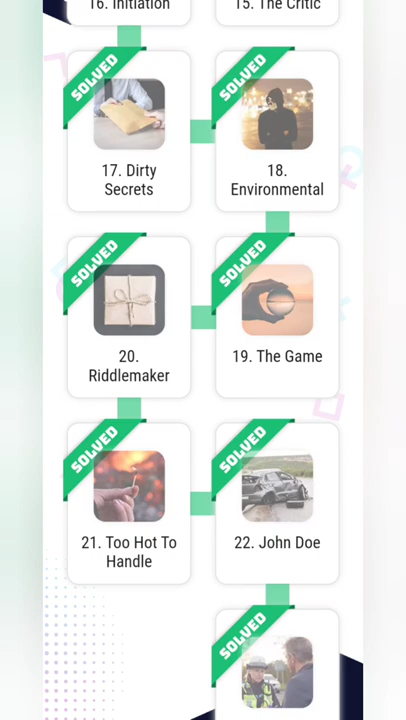 16. Initiation
15. The Critic
SOLVED
17. Dirty
Secrets
SOLVED
18.
Environmental
SOLVED
20.
Riddlemaker
SOLVED
19. The Game
SOLVED
21. Too Hot To
Handle
SOLVED
22. John Doe
SOLVED